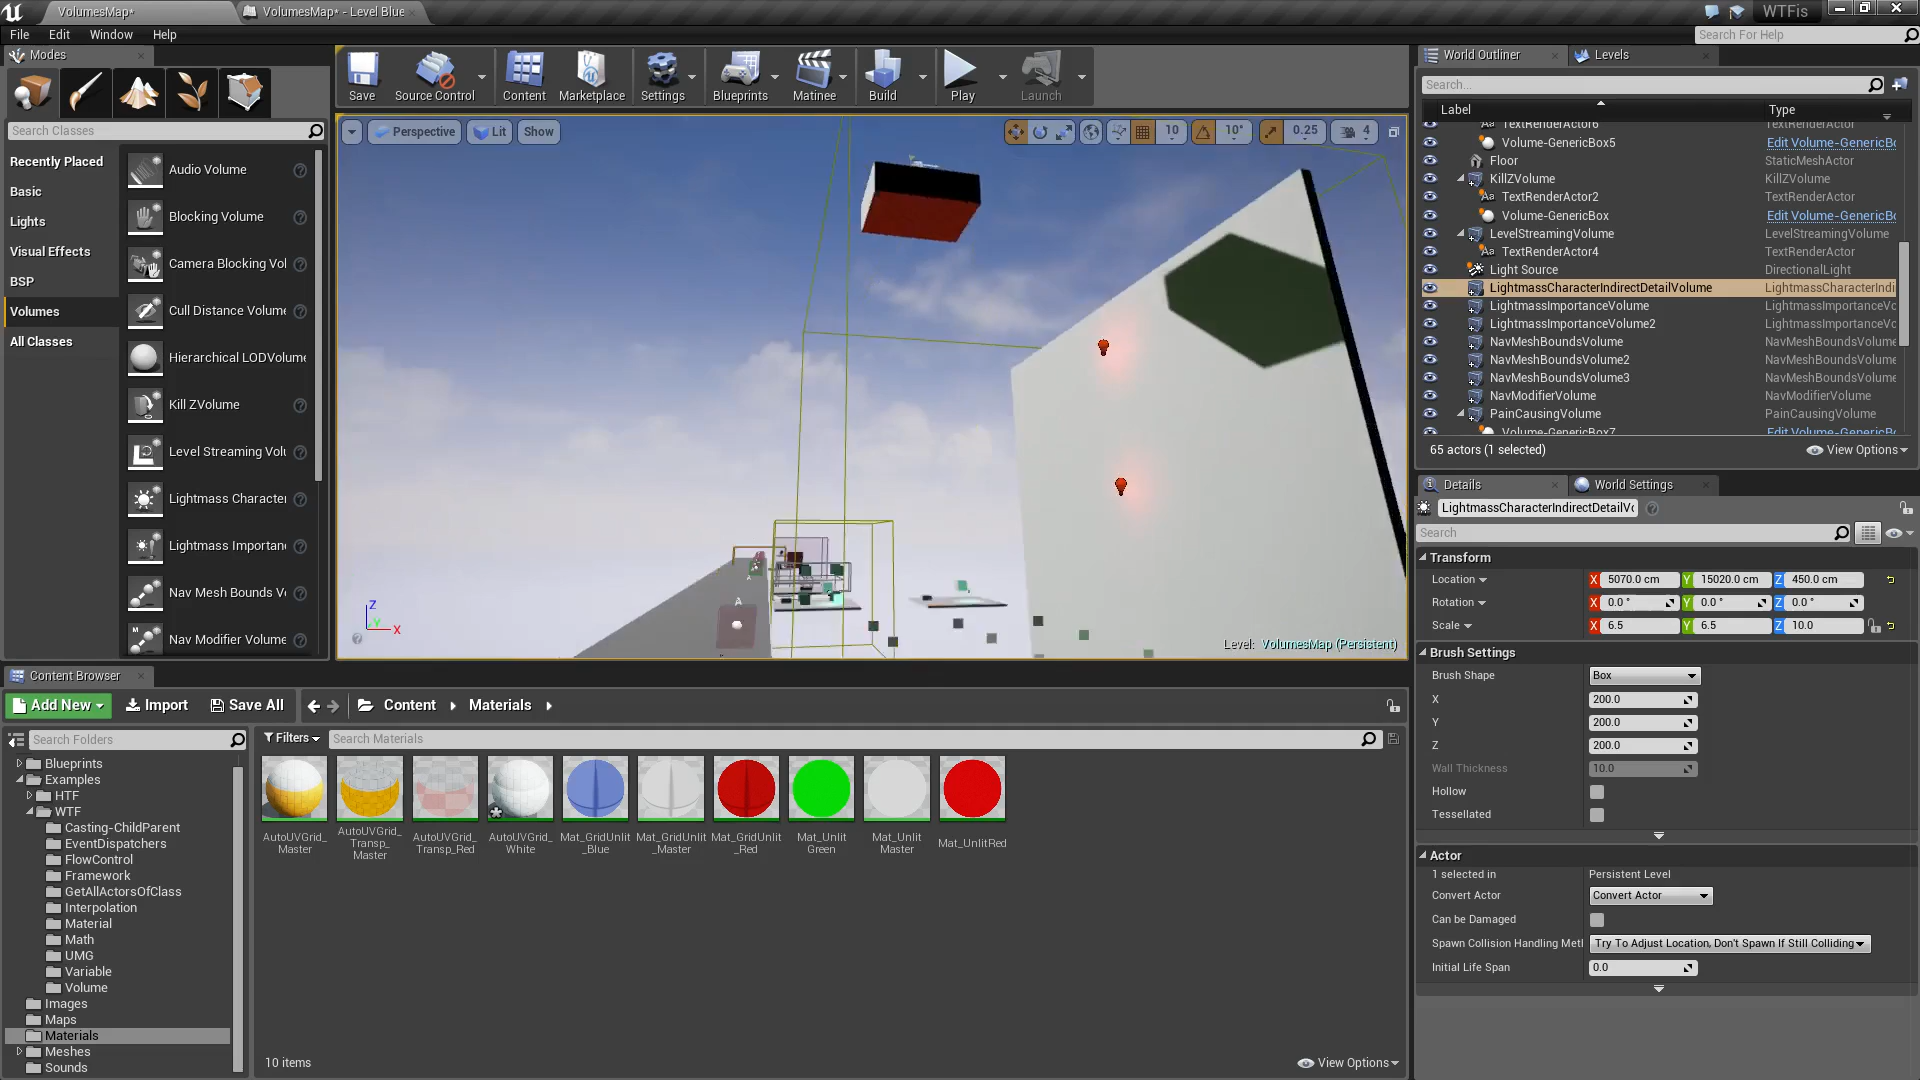 VolumesMap*
VolumesMap* - Level Blue
WTFis
File Edit Window Help
Search For Help
Modes
Search Classes
Recently Placed
Basic
Lights
Visual Effects
BSP
Volumes
All Classes
Audio Volume
Blocking Volume
Camera Blocking Vol
Cull Distance Volume
Hierarchical LODVolume
Kill ZVolume
Level Streaming Volu
Lightmass Character
Lightmass Importan
Nav Mesh Bounds Vo
Nav Modifier Volume
Save
Source Control
Content
Marketplace
Settings
Blueprints
Matinee
Build
Play
Launch
Perspective
Lit
Show
10
10°
0.25
4
Z
X
Y
A
Level: VolumesMap (Persistent)
World Outliner
Levels
Search...
Label Type
TextRenderActor6 TextRenderActor
Volume-GenericBox5 Edit Volume-GenericBo
Floor StaticMeshActor
KillZVolume KillZVolume
TextRenderActor2 TextRenderActor
Volume-GenericBox Edit Volume-GenericBo
LevelStreamingVolume LevelStreamingVolume
TextRenderActor4 TextRenderActor
Light Source DirectionalLight
LightmassCharacterIndirectDetailVolume LightmassCharacterIndi
LightmassImportanceVolume LightmassImportanceVo
LightmassImportanceVolume2 LightmassImportanceVo
NavMeshBoundsVolume NavMeshBoundsVolume
NavMeshBoundsVolume2 NavMeshBoundsVolume
NavMeshBoundsVolume3 NavMeshBoundsVolume
NavModifierVolume NavModifierVolume
PainCausingVolume PainCausingVolume
Volume-GenericBox7 Edit Volume-GenericBo
65 actors (1 selected)
View Options
Details
World Settings
LightmassCharacterIndirectDetailVo
Search
Transform
Location X 5070.0 cm Y 15020.0 cm Z 450.0 cm
Rotation X 0.0 ° Y 0.0 ° Z 0.0 °
Scale X 6.5 Y 6.5 Z 10.0
Brush Settings
Brush Shape Box
X 200.0
Y 200.0
Z 200.0
Wall Thickness 10.0
Hollow
Tessellated
Actor
1 selected in Persistent Level
Convert Actor Convert Actor
Can be Damaged
Spawn Collision Handling Metl Try To Adjust Location, Don't Spawn If Still Colliding
Initial Life Span 0.0
Content Browser
Add New Import Save All Content Materials
Search Folders
Filters
Search Materials
Blueprints
Examples
HTF
WTF
Casting-ChildParent
EventDispatchers
FlowControl
Framework
GetAllActorsOfClass
Interpolation
Material
Math
UMG
Variable
Volume
Images
Maps
Materials
Meshes
Sounds
AutoUVGrid_
Master
AutoUVGrid_
Transp_
Master
AutoUVGrid_
Transp_Red
AutoUVGrid_
White
Mat_GridUnlit
_Blue
Mat_GridUnlit
_Master
Mat_GridUnlit
_Red
Mat_Unlit
Green
Mat_Unlit
Master
Mat_UnlitRed
10 items
View Options